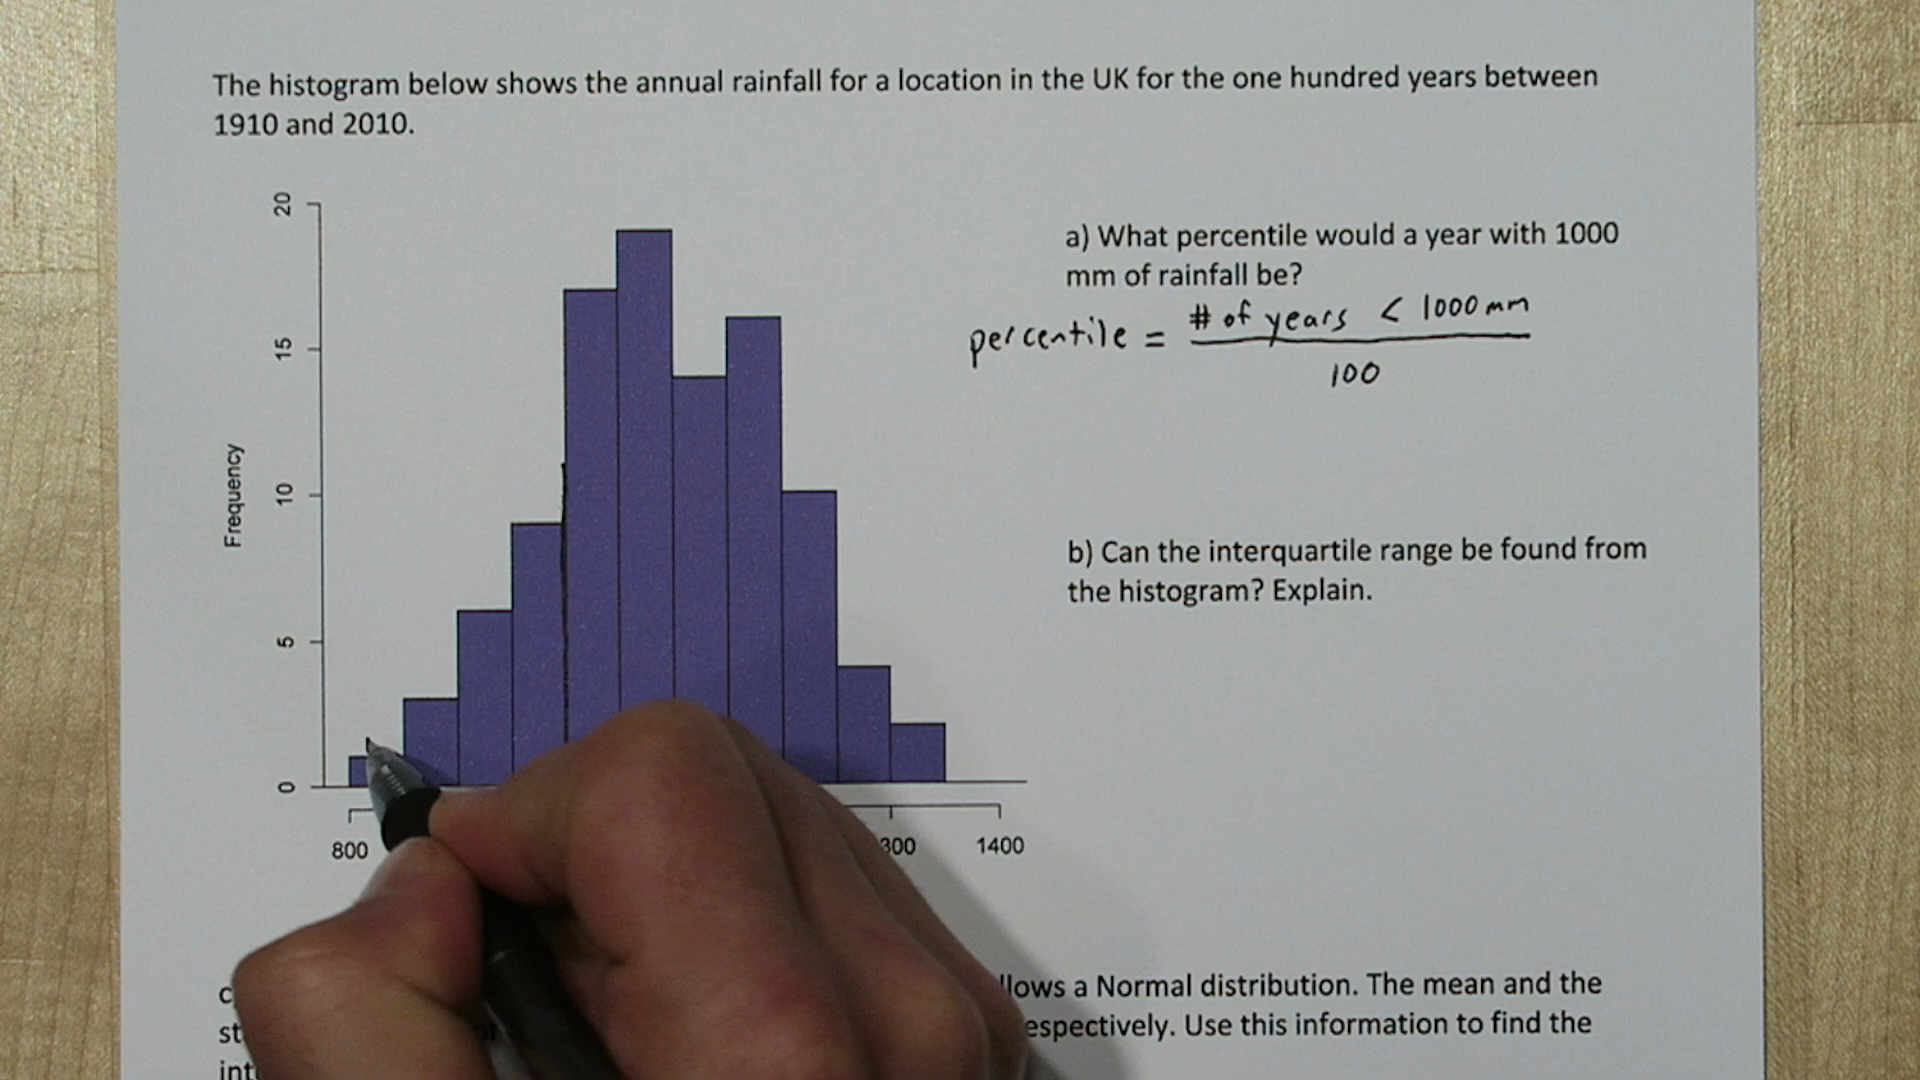 The histogram below shows the annual rainfall for a location in the UK for the one hundred years between
1910 and 2010.
20
15
10
5
0
Frequency
800
300
1400
a) What percentile would a year with 1000
mm of rainfall be?
percentile = # of years < 1000 mm
100
b) Can the interquartile range be found from
the histogram? Explain.
c
llows a Normal distribution. The mean and the
st
espectively. Use this information to find the
int